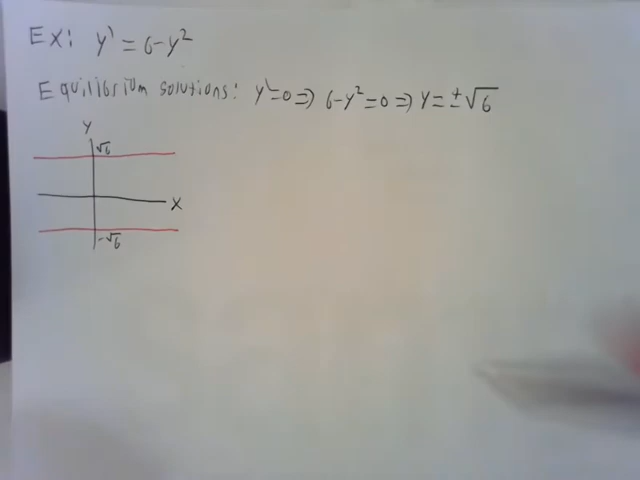 Ex: y' = 6-y²
Equilibrium solutions: y'=0 ⇒ 6-y²=0 ⇒ y=±√6
y
√6
x
-√6